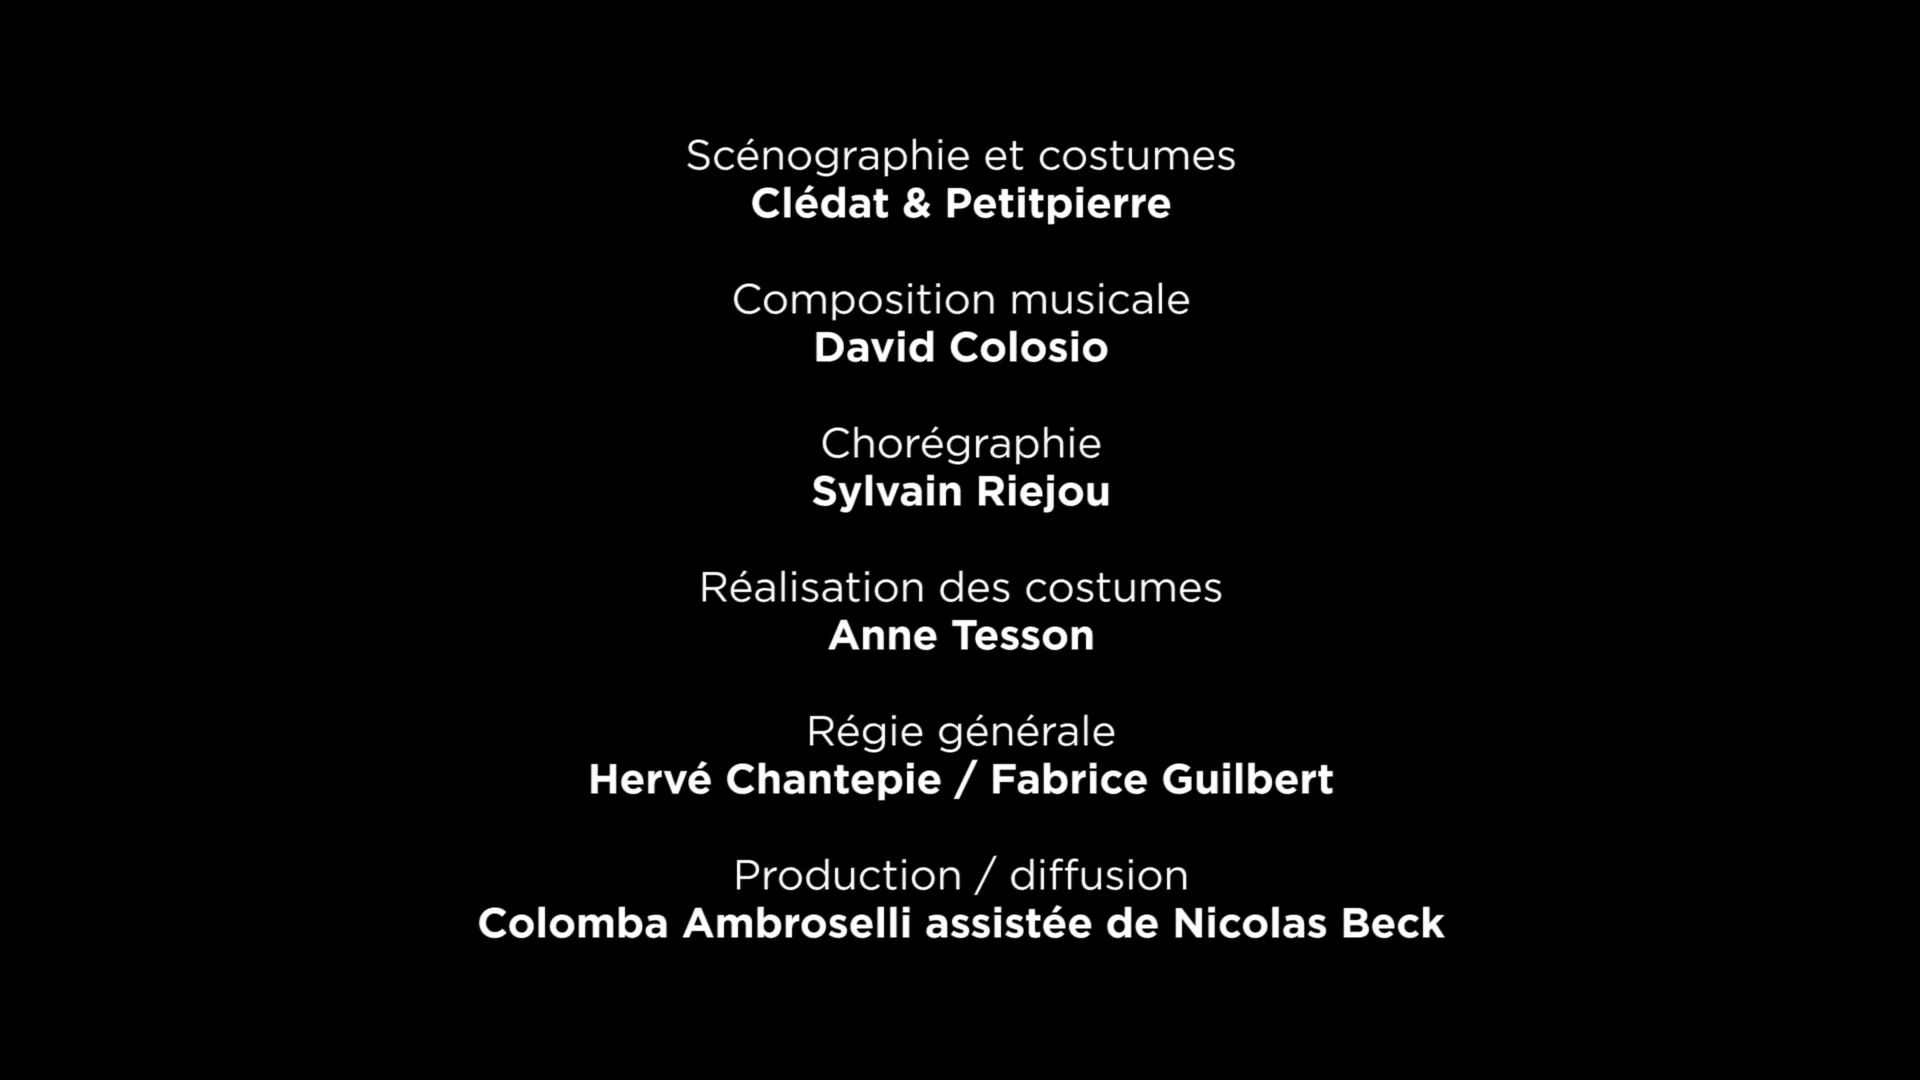 Scénographie et costumes
Clédat & Petitpierre
Composition musicale
David Colosio
Chorégraphie
Sylvain Riejou
Réalisation des costumes
Anne Tesson
Régie générale
Hervé Chantepie / Fabrice Guilbert
Production / diffusion
Colomba Ambroselli assistée de Nicolas Beck